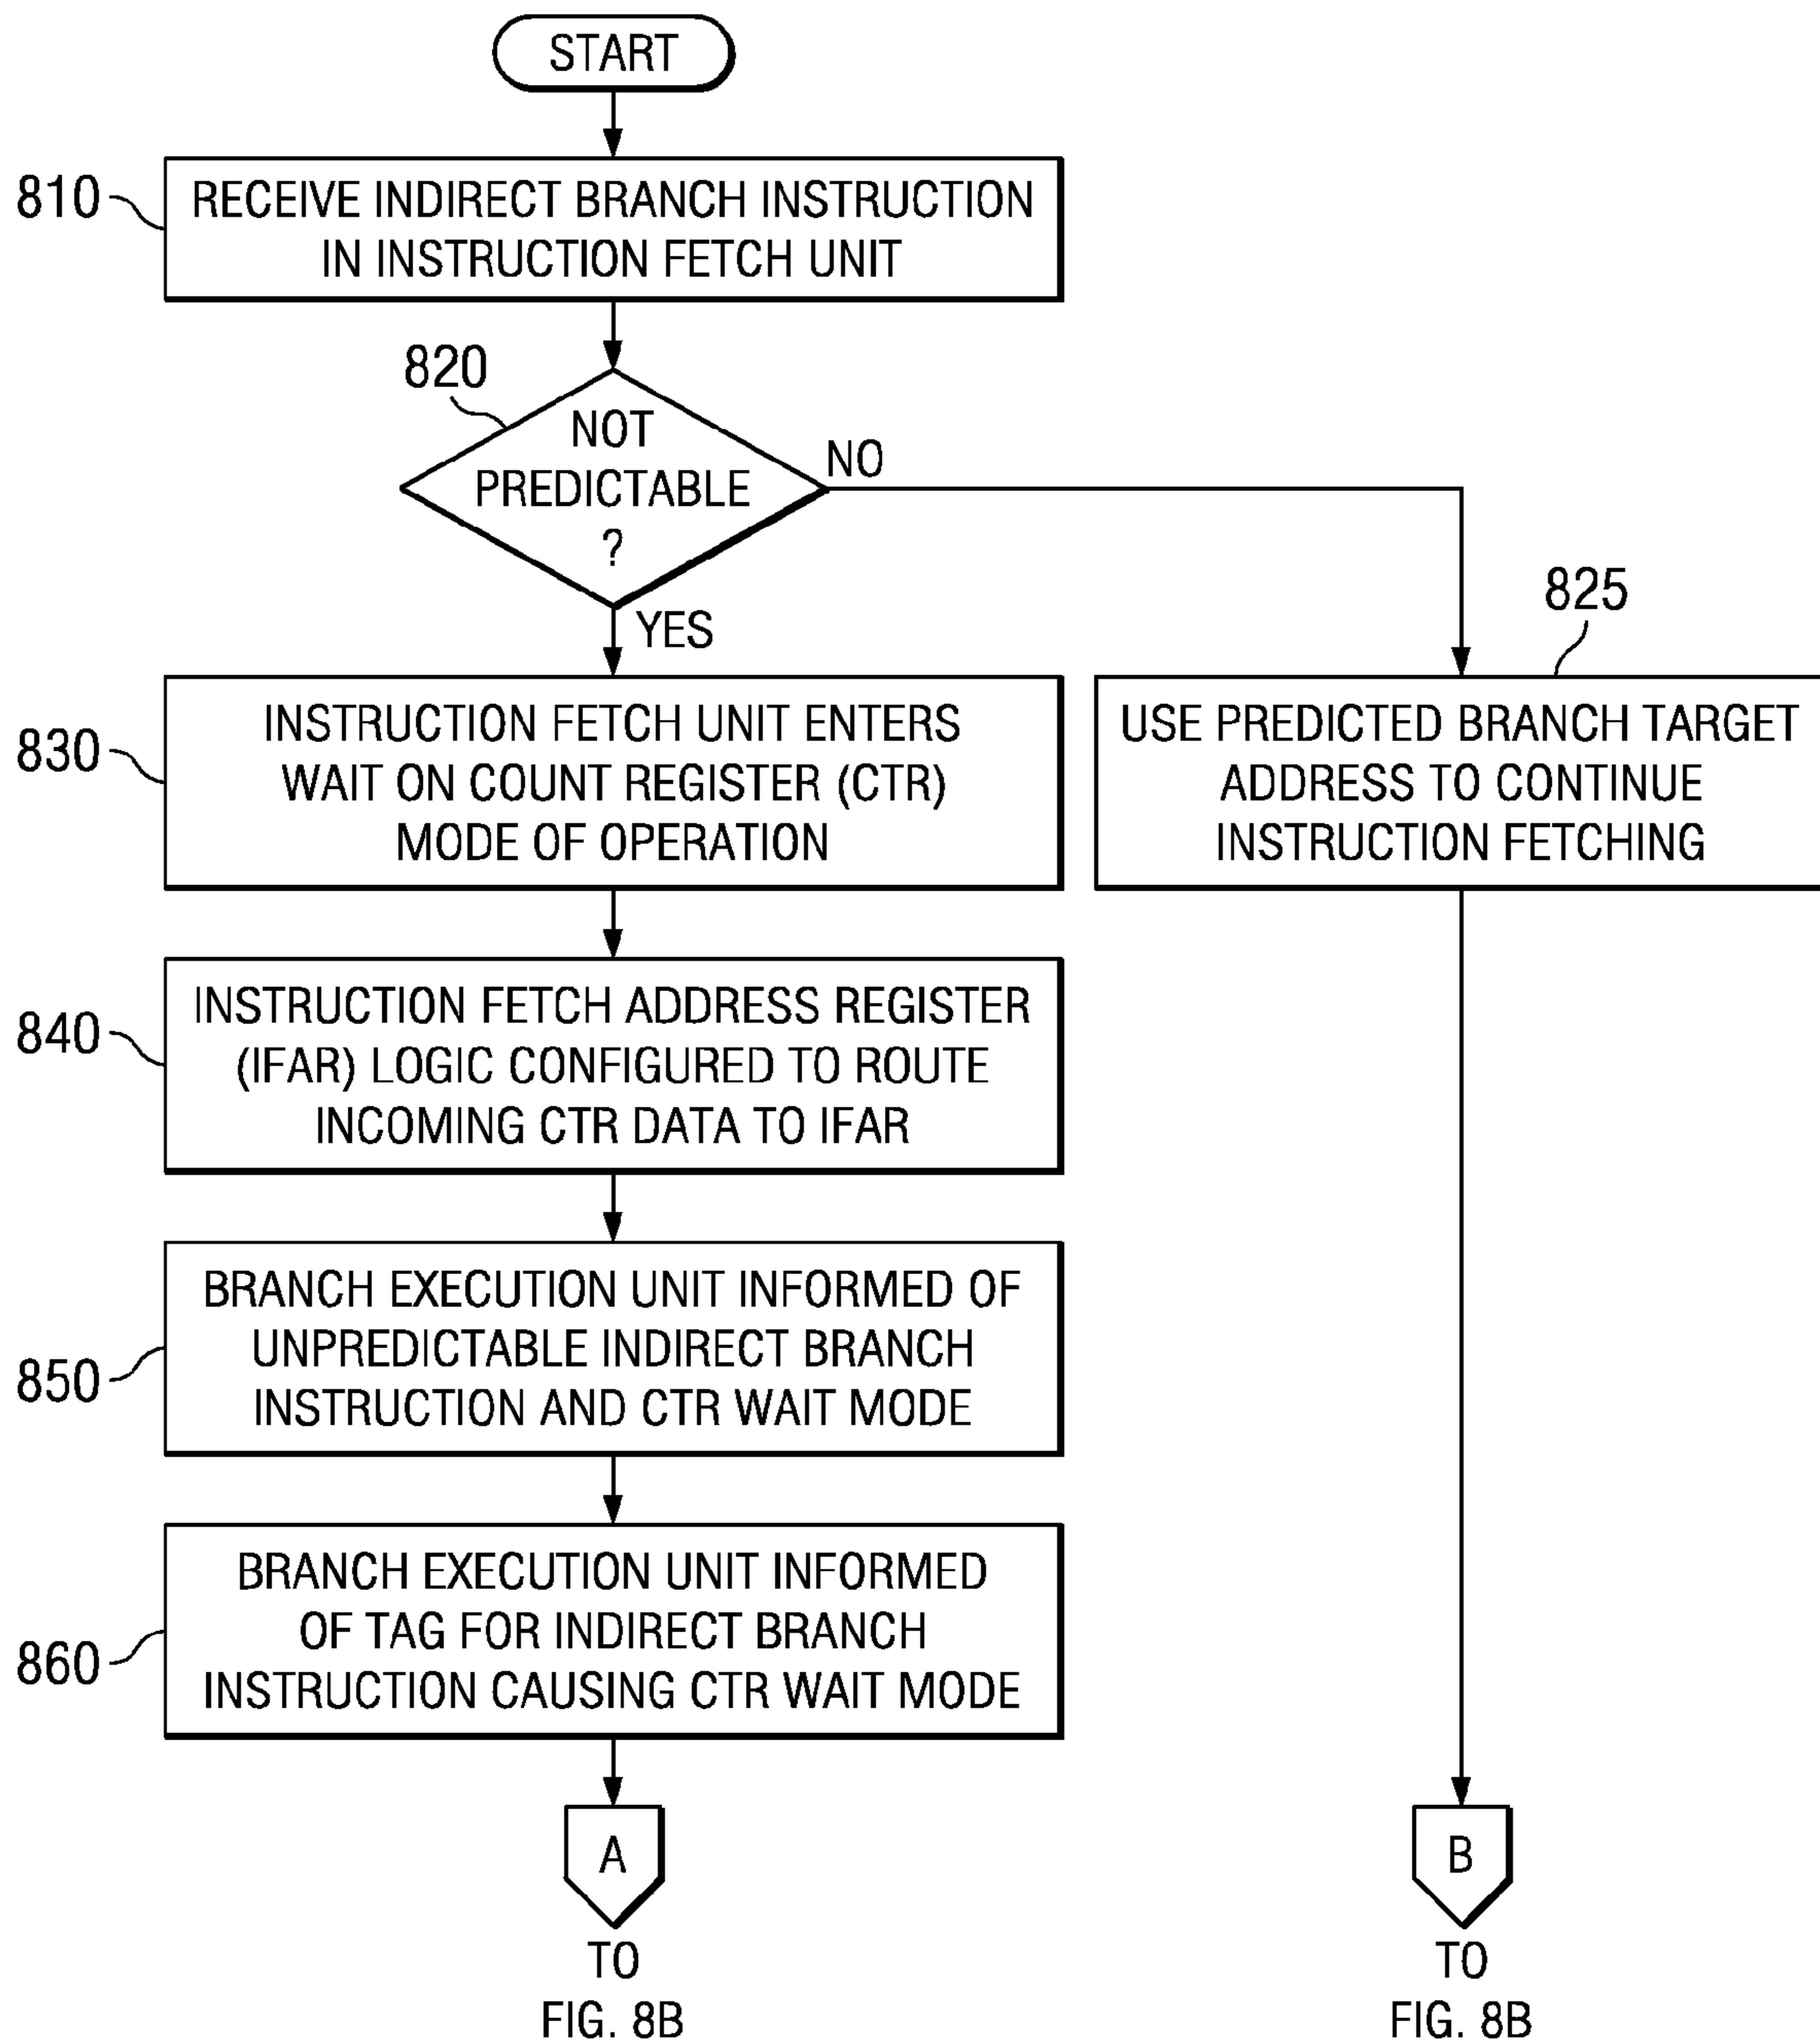 START
810
RECEIVE INDIRECT BRANCH INSTRUCTION
IN INSTRUCTION FETCH UNIT
820
NOT
PREDICTABLE
?
NO
YES
825
830
INSTRUCTION FETCH UNIT ENTERS
WAIT ON COUNT REGISTER (CTR)
MODE OF OPERATION
USE PREDICTED BRANCH TARGET
ADDRESS TO CONTINUE
INSTRUCTION FETCHING
840
INSTRUCTION FETCH ADDRESS REGISTER
(IFAR) LOGIC CONFIGURED TO ROUTE
INCOMING CTR DATA TO IFAR
850
BRANCH EXECUTION UNIT INFORMED OF
UNPREDICTABLE INDIRECT BRANCH
INSTRUCTION AND CTR WAIT MODE
860
BRANCH EXECUTION UNIT INFORMED
OF TAG FOR INDIRECT BRANCH
INSTRUCTION CAUSING CTR WAIT MODE
A
TO
FIG. 8B
B
TO
FIG. 8B